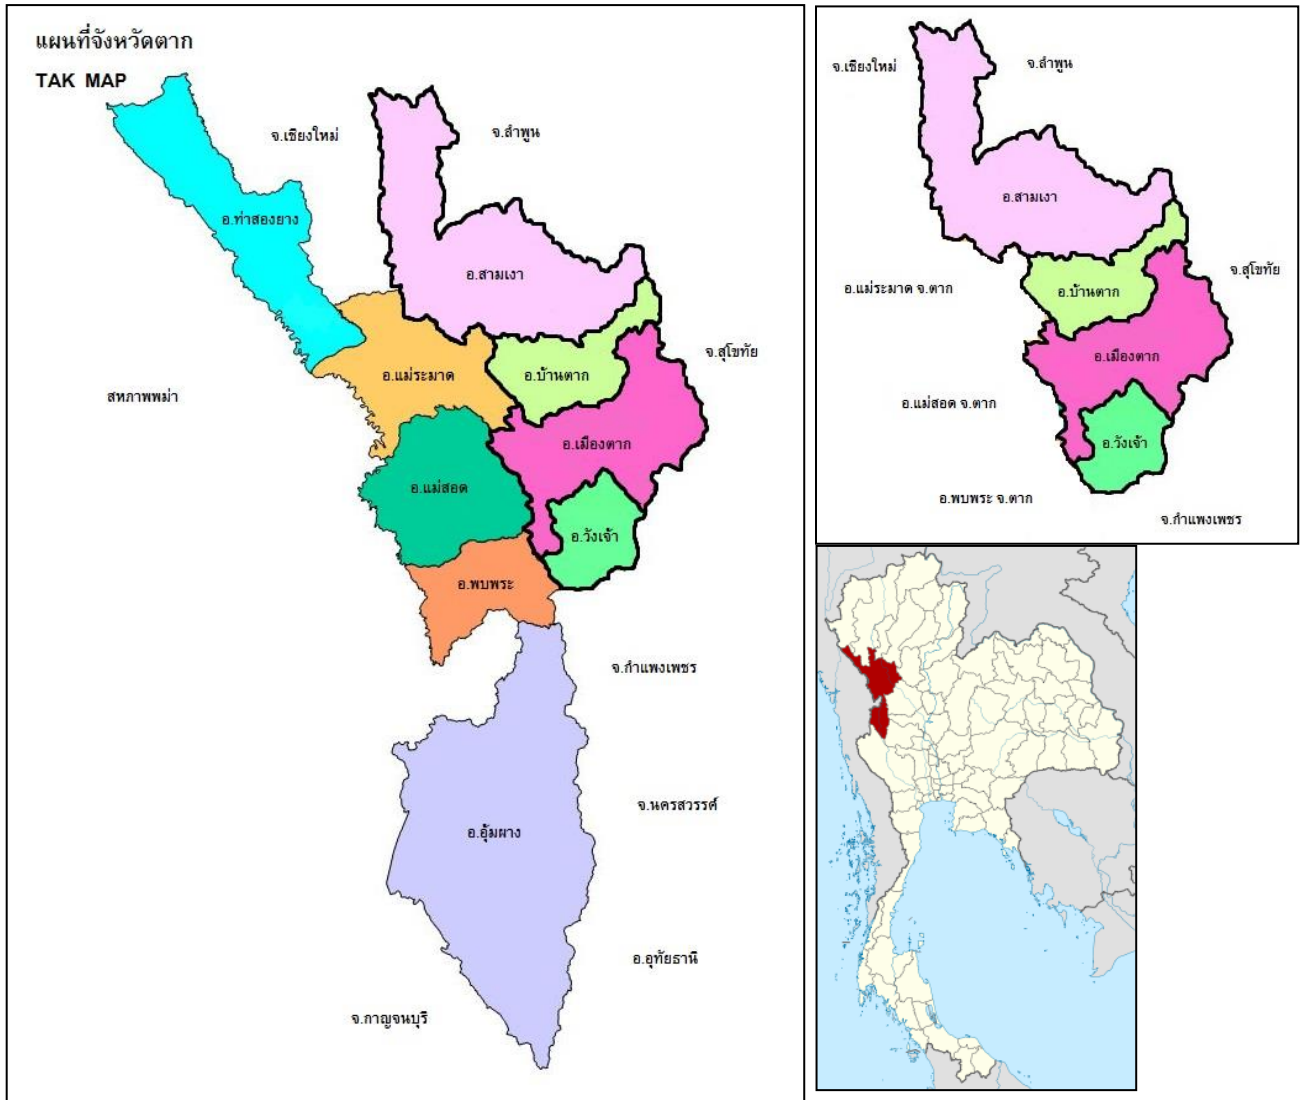 แผนที่จังหวัดตาก
TAK MAP
จ.เชียงใหม่
จ.ลำพูน
อ.ท่าสองยาง
อ.สามเงา
จ.สุโขทัย
อ.แม่ระมาด
อ.บ้านตาก
สหภาพพม่า
อ.เมืองตาก
อ.แม่สอด
อ.วังเจ้า
อ.พบพระ
จ.กำแพงเพชร
จ.นครสวรรค์
อ.อุ้มผาง
อ.อุทัยธานี
จ.กาญจนบุรี
จ.เชียงใหม่
จ.ลำพูน
อ.สามเงา
จ.สุโขทัย
อ.แม่ระมาด จ.ตาก
อ.บ้านตาก
อ.เมืองตาก
อ.แม่สอด จ.ตาก
อ.วังเจ้า
อ.พบพระ จ.ตาก
จ.กำแพงเพชร